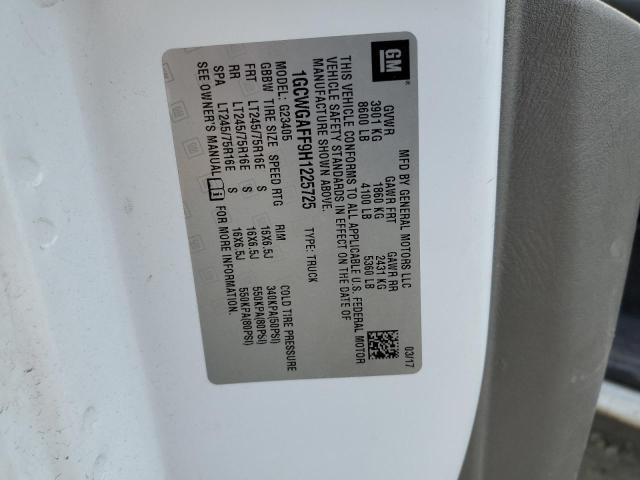 GM
MFD BY GENERAL MOTORS LLC 03/17
GVWR GAWR FRT GAWR RR
3901 KG 1860 KG 2431 KG
8600 LB 4100 LB 5360 LB
THIS VEHICLE CONFORMS TO ALL APPLICABLE U.S. FEDERAL MOTOR
VEHICLE SAFETY STANDARDS IN EFFECT ON THE DATE OF
MANUFACTURE SHOWN ABOVE.
1GCWGAFF9H1225725 TYPE: TRUCK
MODEL: G23405
GBBW TIRE SIZE SPEED RTG RIM COLD TIRE PRESSURE
FRT LT245/75R16E S 16X6.5J 340KPA(50PSI)
RR LT245/75R16E S 16X6.5J 550KPA(80PSI)
SPA LT245/75R16E S 16X6.5J 550KPA(80PSI)
SEE OWNER'S MANUAL i FOR MORE INFORMATION.